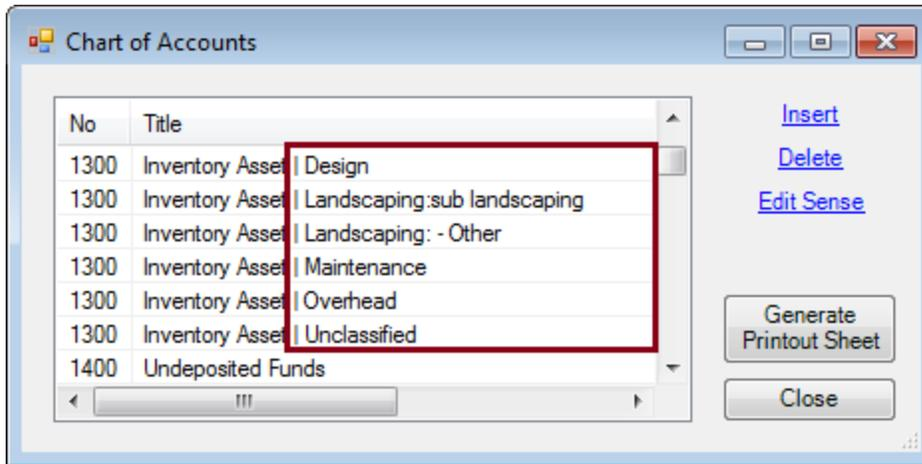 Chart of Accounts
No Title
1300 Inventory Asset | Design
1300 Inventory Asset | Landscaping:sub landscaping
1300 Inventory Asset | Landscaping: - Other
1300 Inventory Asset | Maintenance
1300 Inventory Asset | Overhead
1300 Inventory Asset | Unclassified
1400 Undeposited Funds
Insert
Delete
Edit Sense
Generate
Printout Sheet
Close